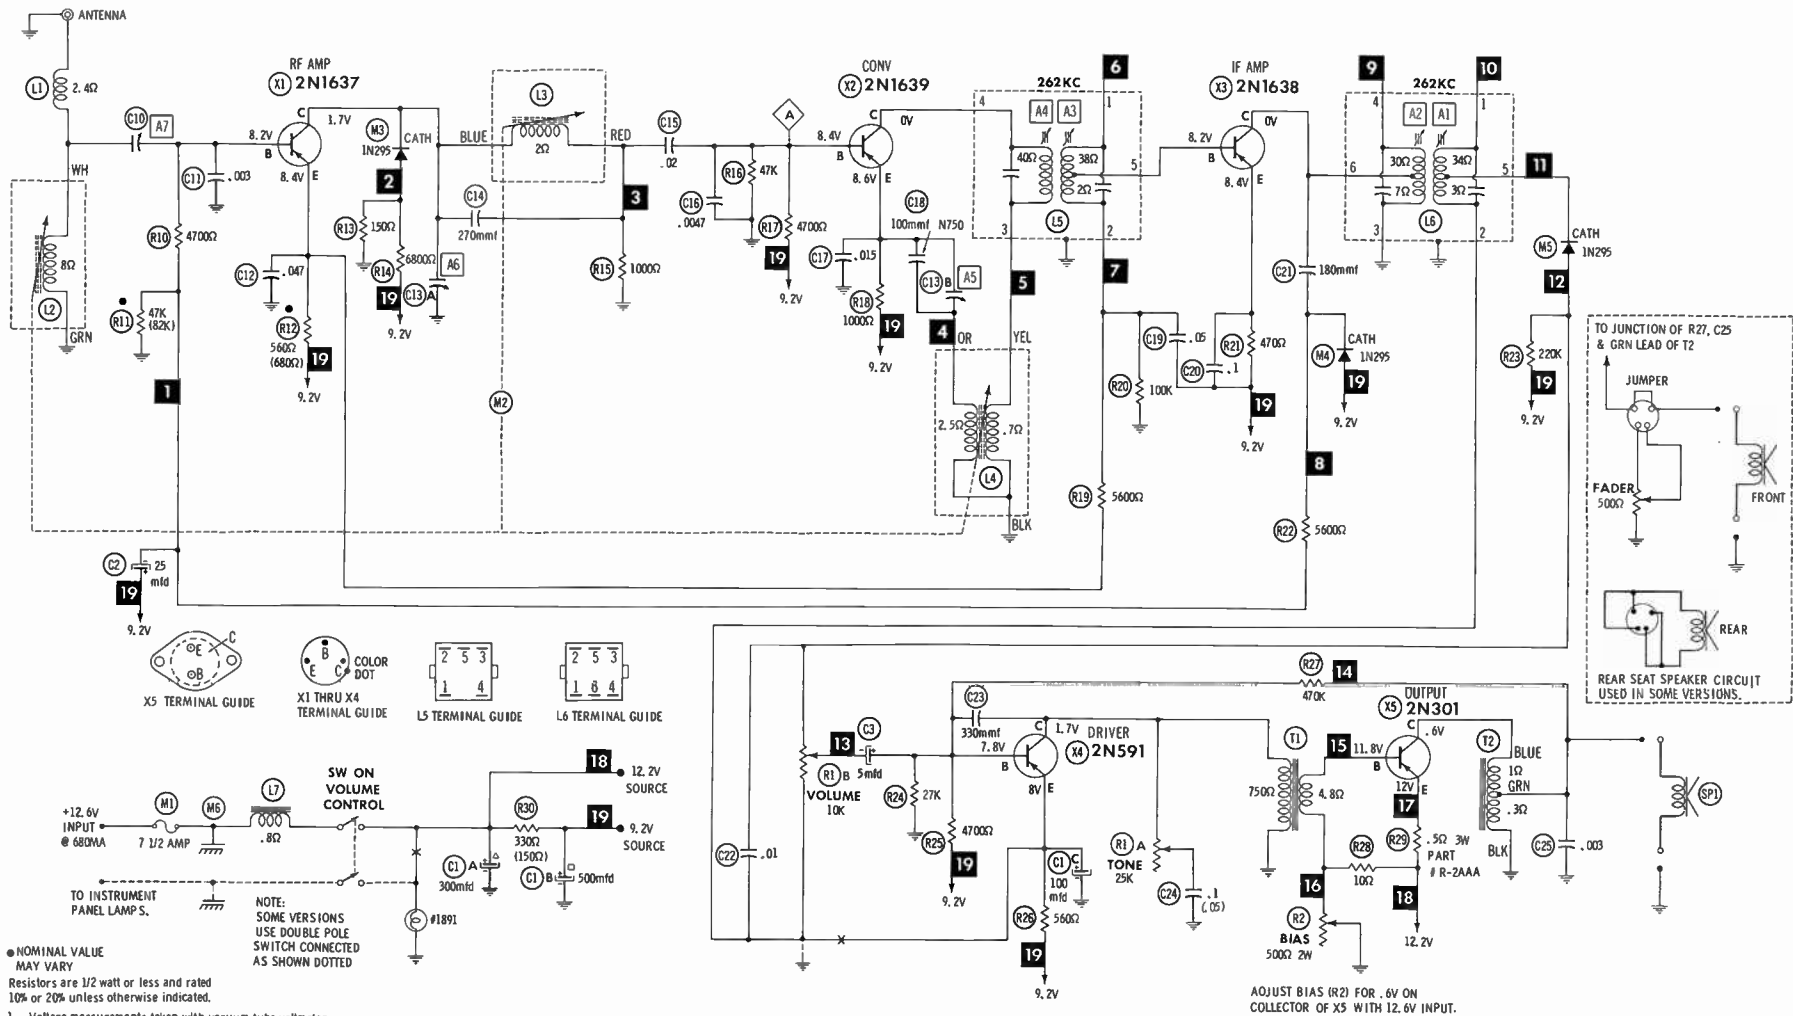 ANTENNA
L1
2.4Ω
C10
A7
WH
L2
8Ω
GRN
R10
4700Ω
R11
47K
(82K)
1
C11
.003
RF AMP
X1 2N1637
C
1.7V
8.2V
B
8.4V
E
C12
.047
R12
560Ω
(680Ω)
19
9.2V
M3
1N295
CATH
2
R13
150Ω
R14
6800Ω
19
9.2V
C13 A
A6
BLUE
L3
2Ω
RED
C14
270mmf
3
R15
1000Ω
M2
C15
.02
C16
.0047
R16
47K
A
R17
4700Ω
19
9.2V
CONV
X2 2N1639
C
0V
8.4V
B
8.6V
E
C17
.015
C18
100mmf
N750
C13 B
A5
R18
1000Ω
19
9.2V
4
OR
YEL
2.5Ω
.7Ω
L4
BLK
5
262KC
4
A4
A3
1
40Ω
38Ω
2Ω
5
3
L5
2
6
7
C19
.05
R20
100K
C20
.1
R21
470Ω
19
9.2V
R19
5600Ω
IF AMP
X3 2N1638
C
0V
8.2V
B
8.4V
E
C21
180mmf
M4
CATH
1N295
19
9.2V
8
R22
5600Ω
9
10
262KC
4
A2
A1
1
30Ω
34Ω
6
5
7Ω
3Ω
3
L6
2
11
M5
CATH
1N295
12
R23
220K
19
9.2V
TO JUNCTION OF R27, C25
& GRN LEAD OF T2
JUMPER
FADER
500Ω
FRONT
REAR
REAR SEAT SPEAKER CIRCUIT
USED IN SOME VERSIONS.
C2
25
mfd
19
9.2V
E
B
C
X5 TERMINAL GUIDE
B
E
C
COLOR
DOT
X1 THRU X4
TERMINAL GUIDE
2 5 3
1 4
L5 TERMINAL GUIDE
2 5 3
1 6 4
L6 TERMINAL GUIDE
+12.6V
INPUT
@ 680MA
M1
7 1/2 AMP
M6
L7
.8Ω
SW ON
VOLUME
CONTROL
18
12.2V
SOURCE
R30
330Ω
(150Ω)
19
9.2V
SOURCE
C1 A
300mfd
C1 B
500mfd
#1891
TO INSTRUMENT
PANEL LAMPS.
NOTE:
SOME VERSIONS
USE DOUBLE POLE
SWITCH CONNECTED
AS SHOWN DOTTED
C22
.01
13
R1 B
VOLUME
10K
C3
5mfd
R24
27K
R25
4700Ω
19
9.2V
C23
330mmf
7.8V
B
C
1.7V
8V
E
DRIVER
X4 2N591
R27
470K
14
C1 C
100
mfd
R26
560Ω
19
9.2V
R1 A
TONE
25K
C24
.1
(.05)
T1
750Ω
4.8Ω
15
11.8V
B
OUTPUT
X5 2N301
C
.6V
12V
E
17
R28
10Ω
R29
.5Ω 3W
PART
# R-2AAA
16
18
12.2V
R2
BIAS
500Ω 2W
T2
BLUE
1Ω
GRN
.3Ω
BLK
C25
.003
SP1
ADJUST BIAS (R2) FOR .6V ON
COLLECTOR OF X5 WITH 12.6V INPUT.
● NOMINAL VALUE
MAY VARY
Resistors are 1/2 watt or less and rated
10% or 20% unless otherwise indicated.